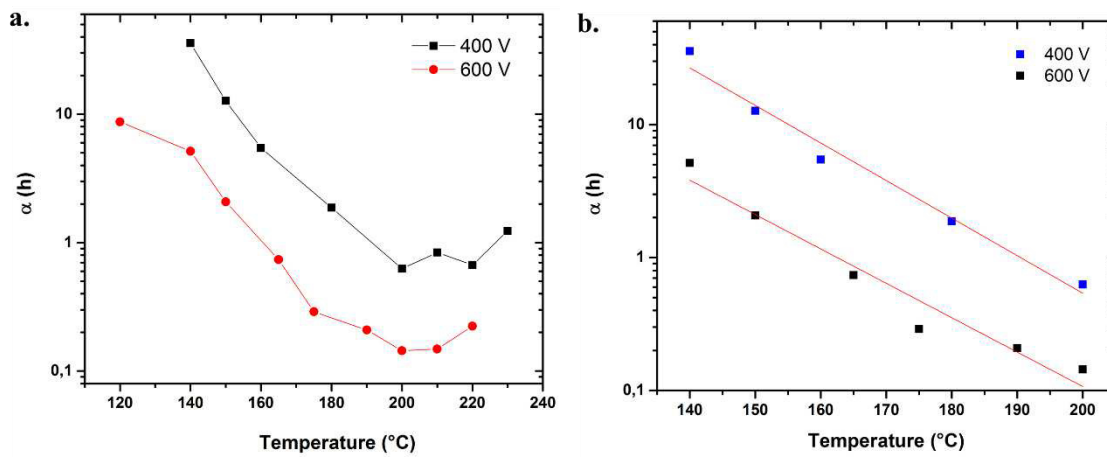 a.
400 V
600 V
10
1
0,1
α (h)
120 140 160 180 200 220 240
Temperature (°C)
b.
400 V
600 V
10
1
0,1
α (h)
140 150 160 170 180 190 200
Temperature (°C)